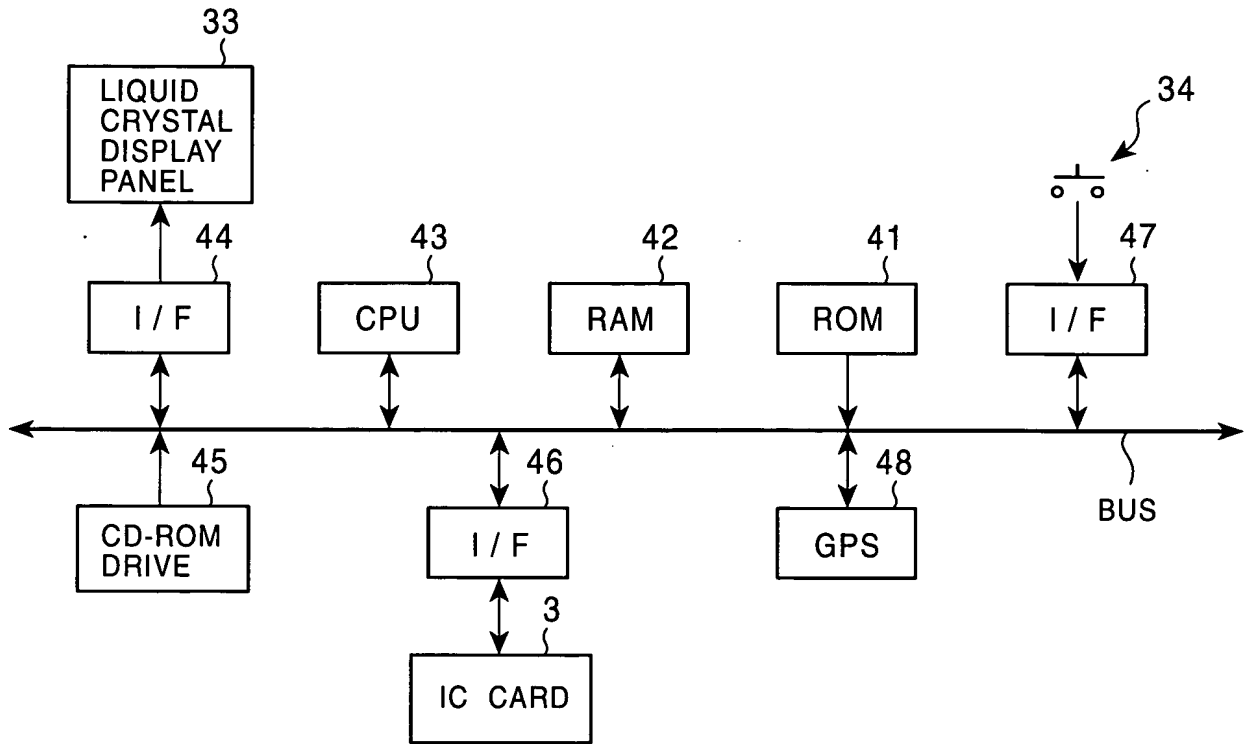 33
LIQUID
CRYSTAL
DISPLAY
PANEL
34
44
43
42
41
47
I / F
CPU
RAM
ROM
I / F
45
46
48
BUS
CD-ROM
DRIVE
I / F
GPS
3
IC CARD